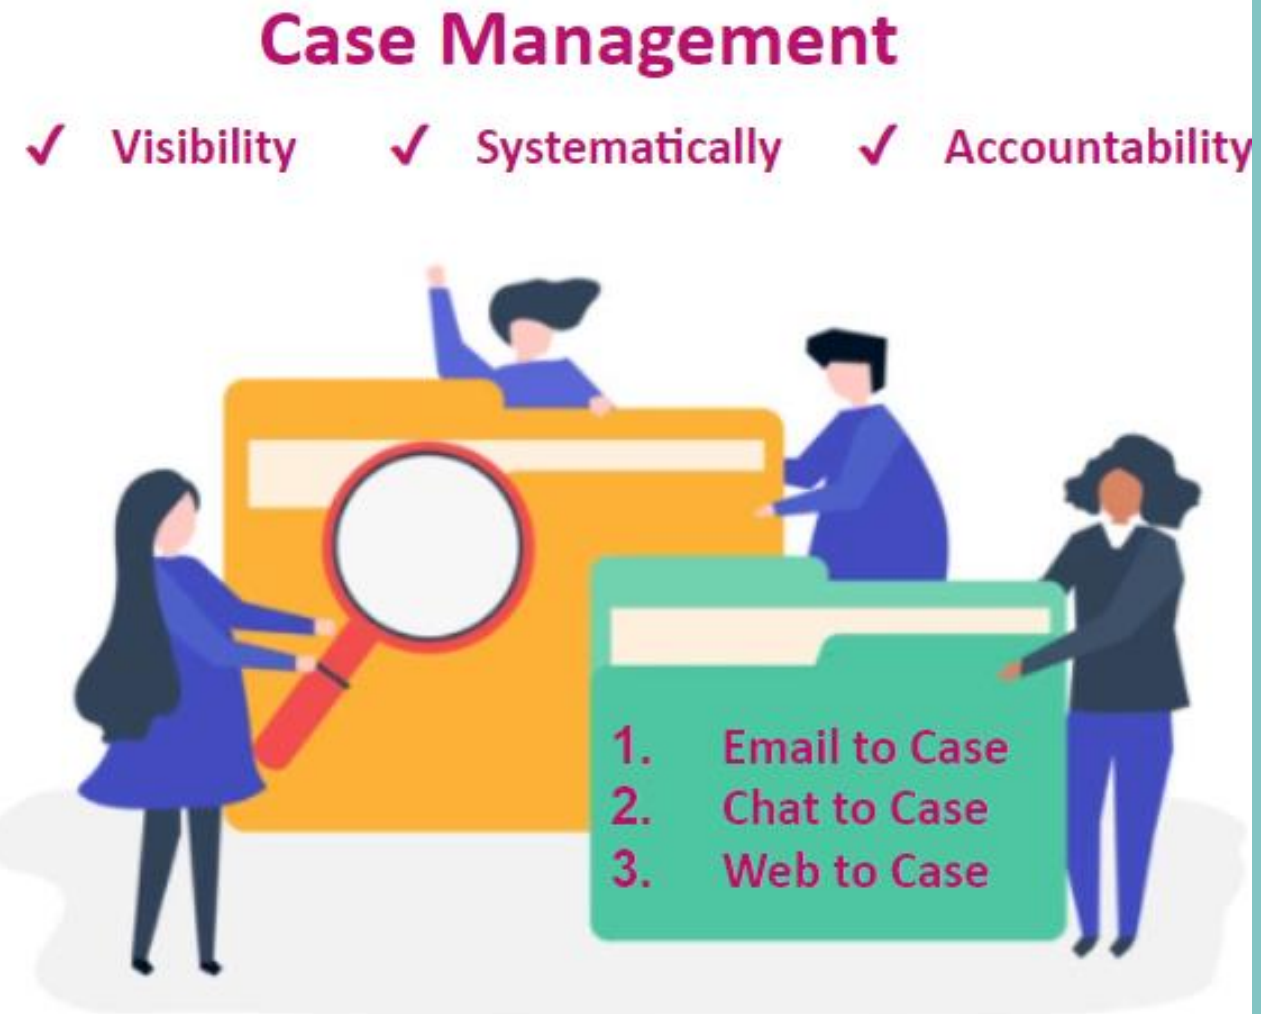 Case Management
✓ Visibility ✓ Systematically ✓ Accountability
1. Email to Case
2. Chat to Case
3. Web to Case